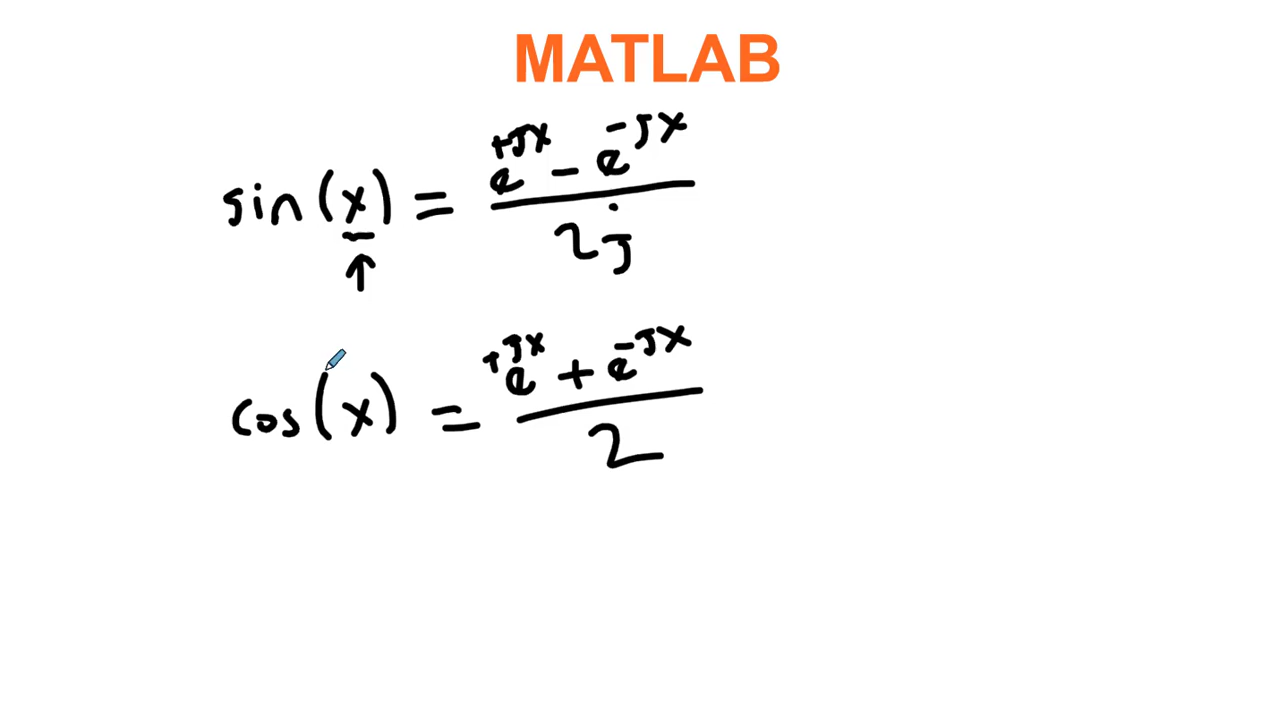 MATLAB
sin(x) = (e^{+jx} - e^{-jx}) / 2j
↑
cos(x) = (e^{+jx} + e^{-jx}) / 2